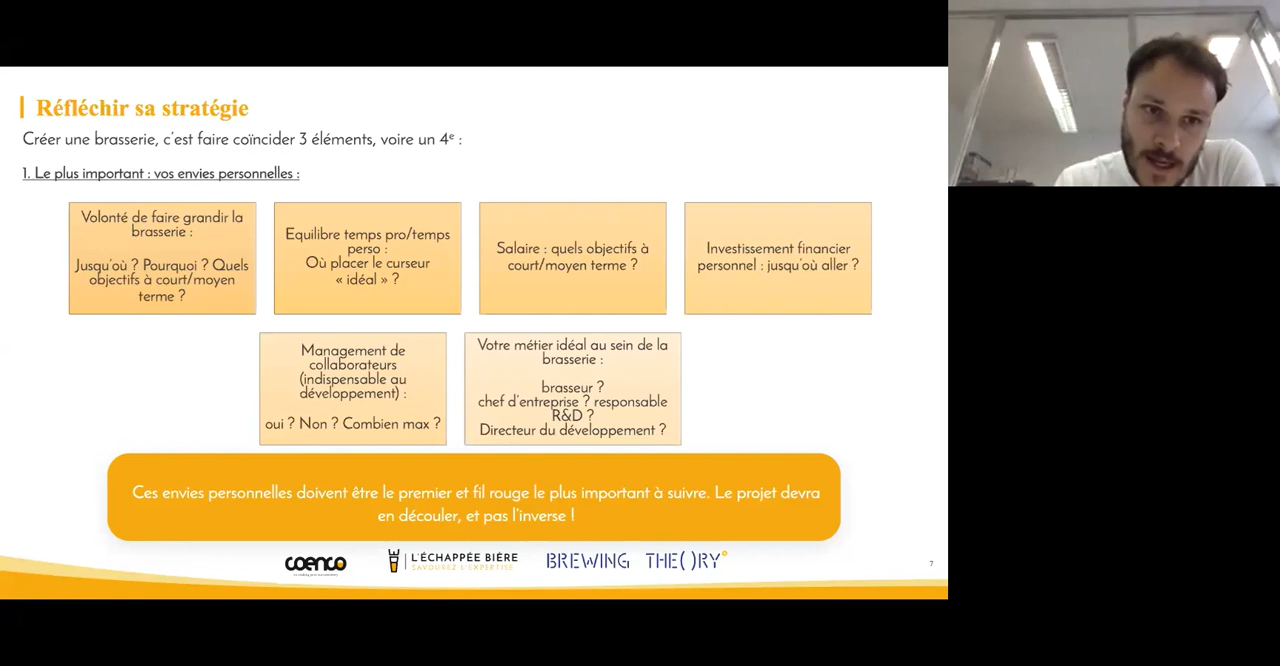 Réfléchir sa stratégie
Créer une brasserie, c'est faire coïncider 3 éléments, voire un 4e :
1. Le plus important : vos envies personnelles :
Volonté de faire grandir la
brasserie :
Jusqu'où ? Pourquoi ? Quels
objectifs à court/moyen
terme ?
Equilibre temps pro/temps
perso :
Où placer le curseur
« idéal » ?
Salaire : quels objectifs à
court/moyen terme ?
Investissement financier
personnel : jusqu'où aller ?
Management de
collaborateurs
(indispensable au
développement) :
oui ? Non ? Combien max ?
Votre métier idéal au sein de la
brasserie :
brasseur ?
chef d'entreprise ? responsable
R&D ?
Directeur du développement ?
Ces envies personnelles doivent être le premier et fil rouge le plus important à suivre. Le projet devra
en découler, et pas l'inverse !
coenco
L'ÉCHAPPÉE BIÈRE
SAVOUREZ L'EXPERTISE
BREWING THE()RY°
7